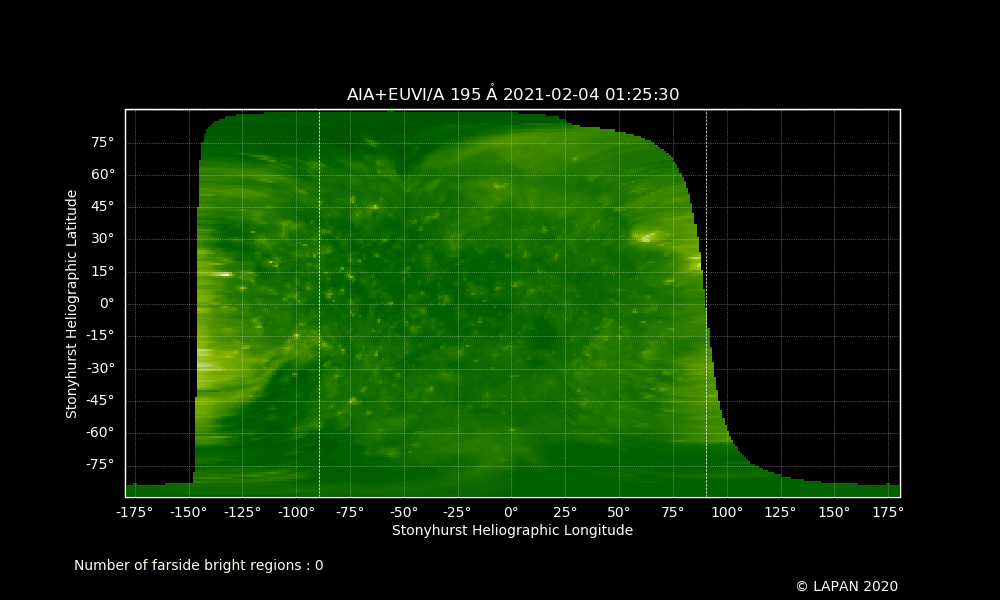 AIA+EUVI/A 195 Å 2021-02-04 01:25:30
75°
60°
45°
30°
15°
0°
-15°
-30°
-45°
-60°
-75°
Stonyhurst Heliographic Latitude
-175° -150° -125° -100° -75° -50° -25° 0° 25° 50° 75° 100° 125° 150° 175°
Stonyhurst Heliographic Longitude
Number of farside bright regions : 0
© LAPAN 2020